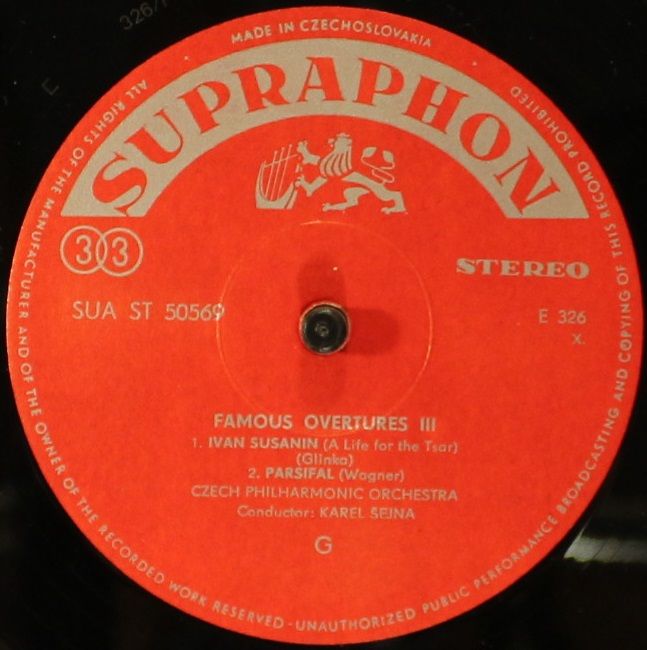 326/
E
MADE IN CZECHOSLOVAKIA
SUPRAPHON
33
STEREO
SUA ST 50569
E 326
X.
FAMOUS OVERTURES III
1. IVAN SUSANIN (A Life for the Tsar)
(Glinka)
2. PARSIFAL (Wagner)
CZECH PHILHARMONIC ORCHESTRA
Conductor: KAREL ŠEJNA
G
ALL RIGHTS OF THE MANUFACTURER AND OF THE OWNER OF THE RECORDED WORK RESERVED - UNAUTHORIZED PUBLIC PERFORMANCE BROADCASTING AND COPYING OF THIS RECORD PROHIBITED